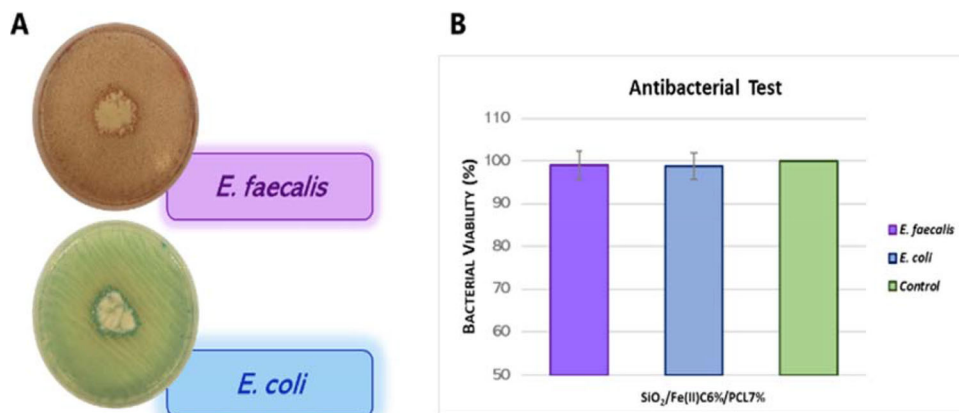 A
E. faecalis
E. coli
B
Antibacterial Test
BACTERIAL VIABILITY (%)
110
100
90
80
70
60
50
SiO₂/Fe(II)C6%/PCL7%
E. faecalis
E. coli
Control